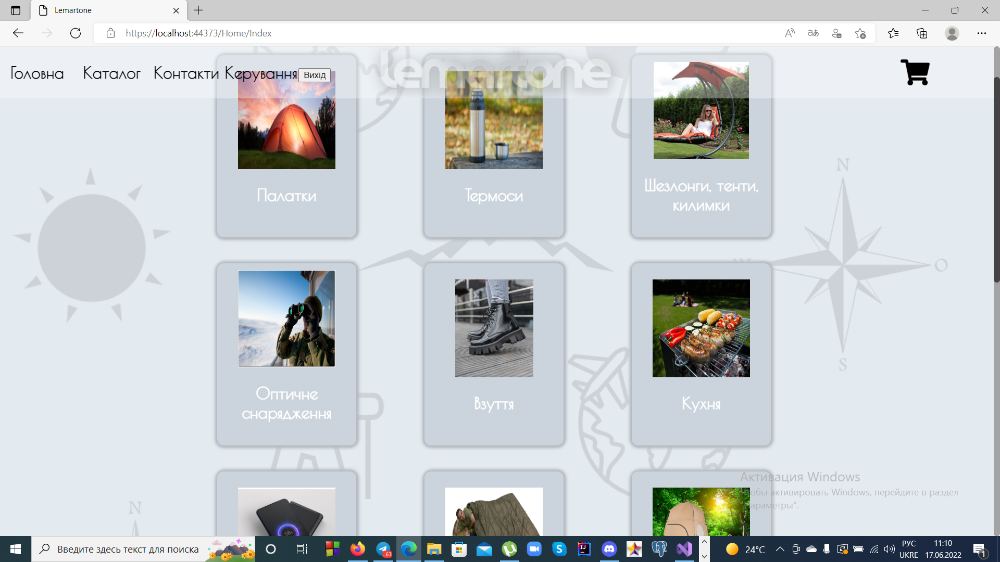 Lemartone
https://localhost:44373/Home/Index
Головна Каталог Контакти Керування Вихід
Lemartone
Палатки
Термоси
Шезлонги, тенти,
килимки
N
S
O
W
Оптичне
снарядження
Взуття
Кухня
N
Активация Windows
Чтобы активировать Windows, перейдите в раздел
"Параметры".
Введите здесь текст для поиска
63
24°C
РУС
UKRE
11:10
17.06.2022
1